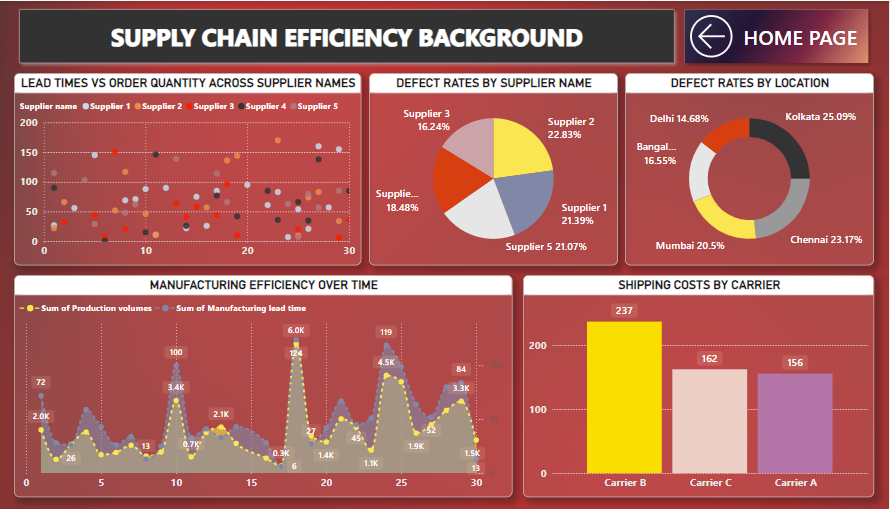 SUPPLY CHAIN EFFICIENCY BACKGROUND
HOME PAGE
LEAD TIMES VS ORDER QUANTITY ACROSS SUPPLIER NAMES
Supplier name Supplier 1 Supplier 2 Supplier 3 Supplier 4 Supplier 5
200
150
100
50
0
0 10 20 30
DEFECT RATES BY SUPPLIER NAME
Supplier 3
16.24%
Supplier 2
22.83%
Supplie...
18.48%
Supplier 1
21.39%
Supplier 5 21.07%
DEFECT RATES BY LOCATION
Delhi 14.68%
Kolkata 25.09%
Bangal...
16.55%
Mumbai 20.5%
Chennai 23.17%
MANUFACTURING EFFICIENCY OVER TIME
Sum of Production volumes Sum of Manufacturing lead time
72
2.0K
26
13
100
3.4K
0.7K
2.1K
0.3K
6
6.0K
124
27
1.4K
45
1.1K
119
4.5K
1.9K
52
84
3.3K
1.5K
13
0 5 10 15 20 25 30
SHIPPING COSTS BY CARRIER
237
162
156
200
100
0
Carrier B Carrier C Carrier A